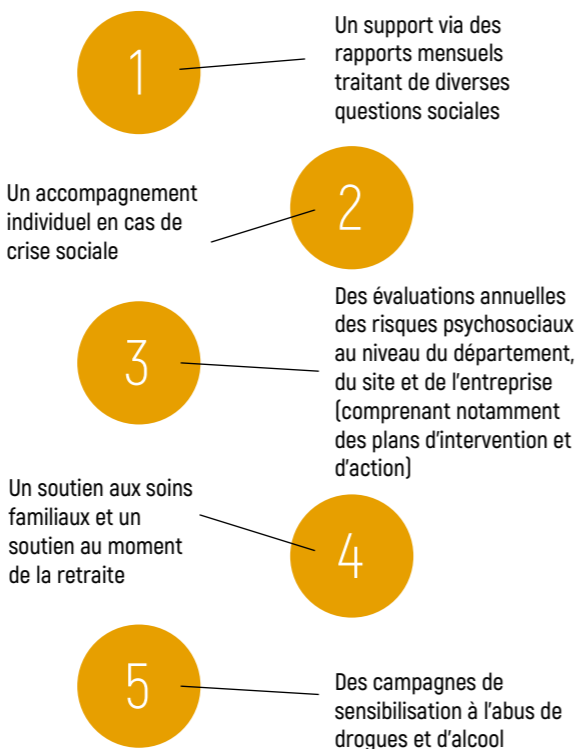 1
Un support via des
rapports mensuels
traitant de diverses
questions sociales
2
Un accompagnement
individuel en cas de
crise sociale
3
Des évaluations annuelles
des risques psychosociaux
au niveau du département,
du site et de l'entreprise
(comprenant notamment
des plans d'intervention et
d'action)
4
Un soutien aux soins
familiaux et un
soutien au moment
de la retraite
5
Des campagnes de
sensibilisation à l'abus de
drogues et d'alcool